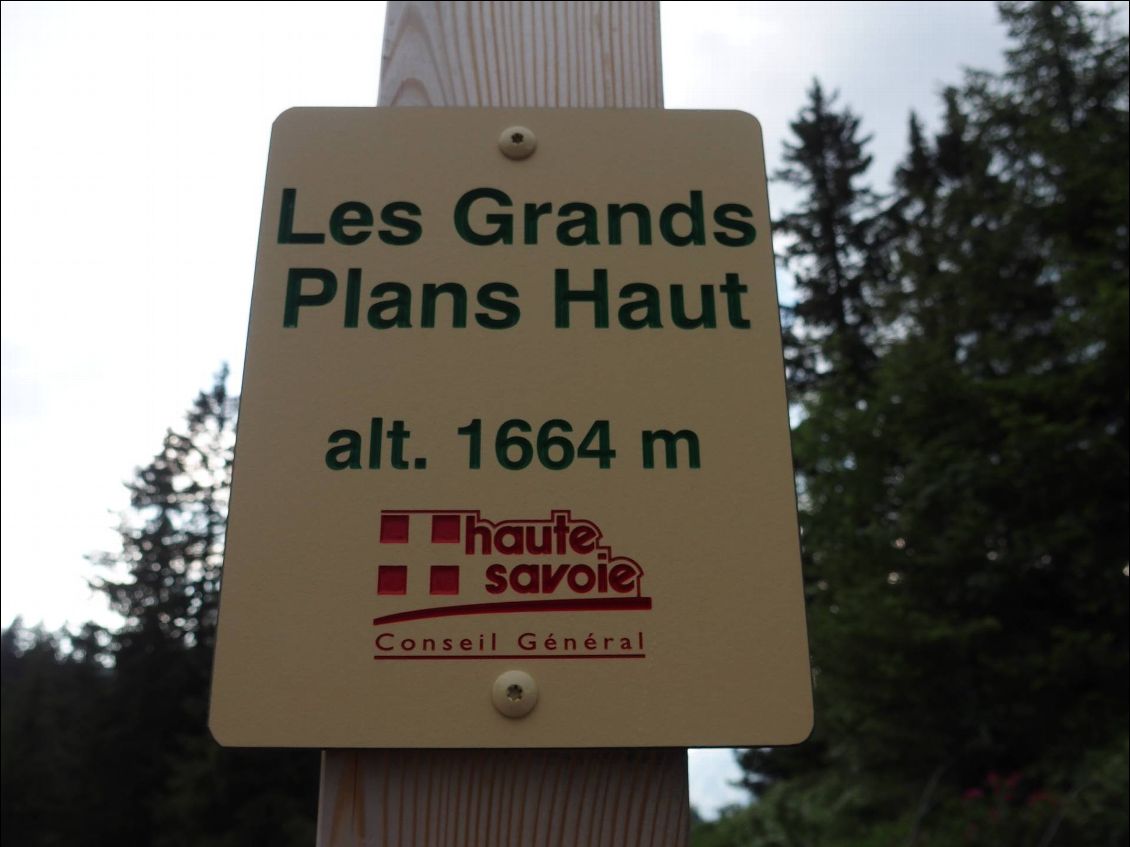 Les Grands
Plans Haut
alt. 1664 m
haute
savoie
Conseil Général